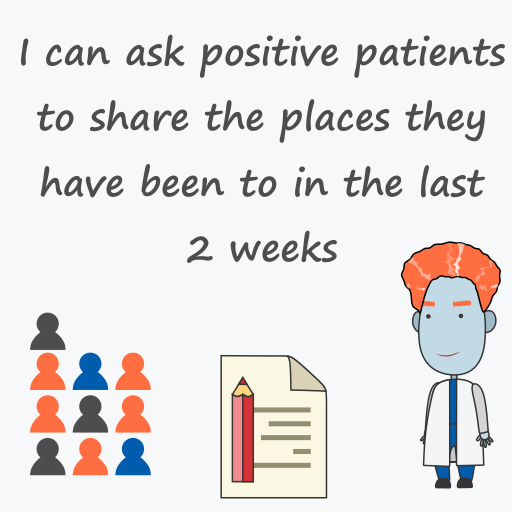 I can ask positive patients
to share the places they
have been to in the last
2 weeks